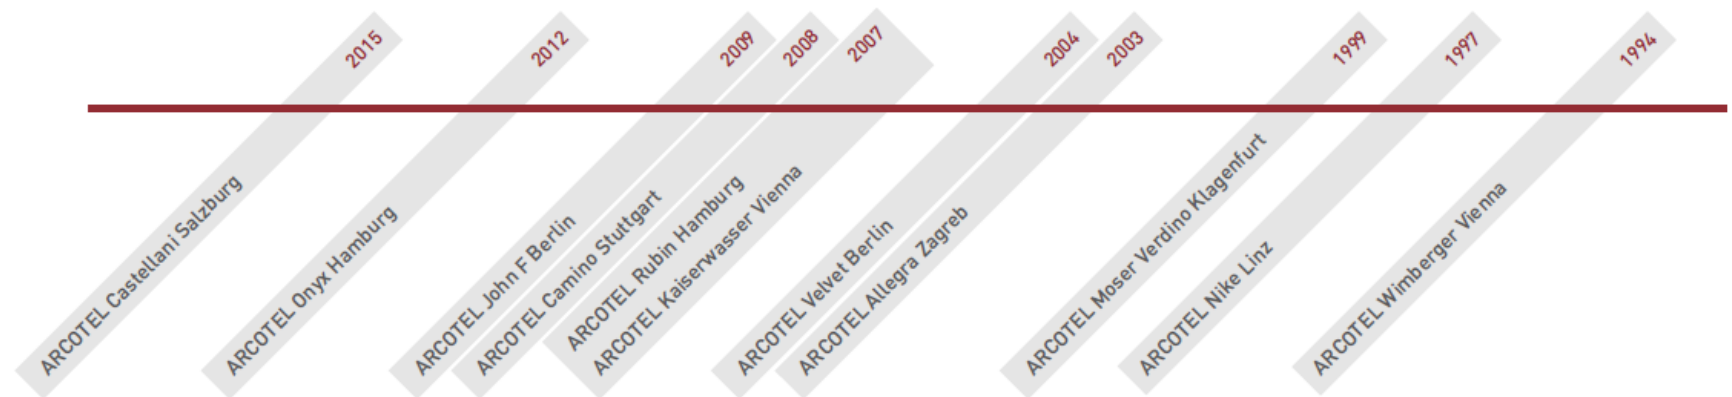 ARCOTEL Castellani Salzburg 2015
ARCOTEL Onyx Hamburg 2012
ARCOTEL John F Berlin 2009
ARCOTEL Camino Stuttgart 2008
ARCOTEL Rubin Hamburg
ARCOTEL Kaiserwasser Vienna 2007
ARCOTEL Velvet Berlin 2004
ARCOTEL Allegra Zagreb 2003
ARCOTEL Moser Verdino Klagenfurt 1999
ARCOTEL Nike Linz 1997
ARCOTEL Wimberger Vienna 1994